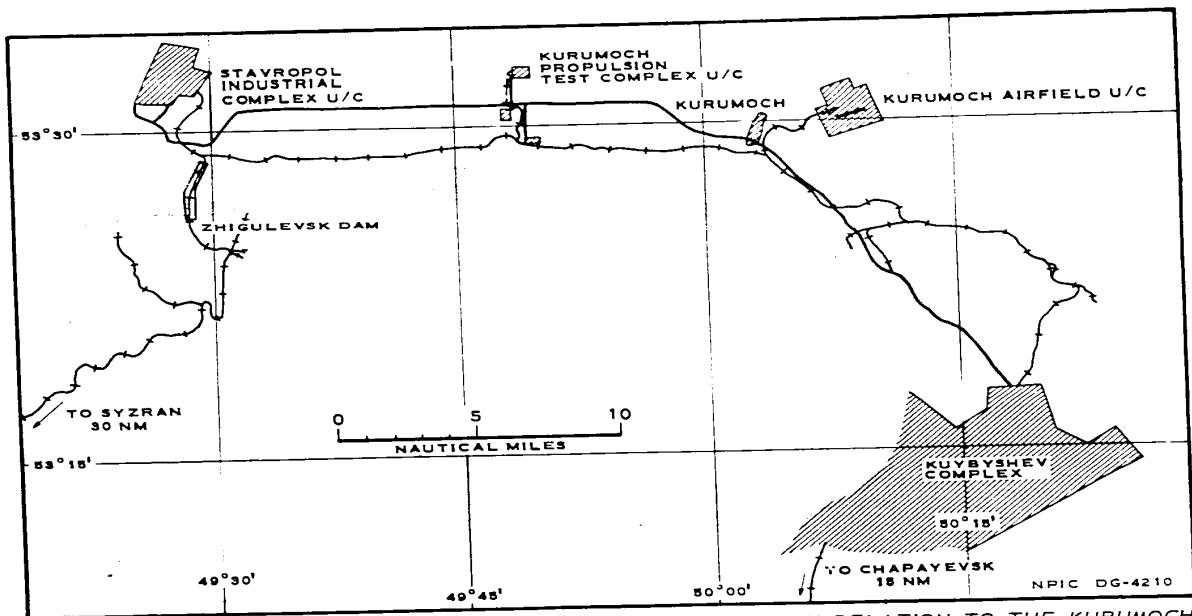 STAVROPOL
INDUSTRIAL
COMPLEX U/C
KURUMOCH
PROPULSION
TEST COMPLEX U/C
KURUMOCH
KURUMOCH AIRFIELD U/C
53°30'
ZHIGULEVSK DAM
TO SYZRAN
30 NM
0 5 10
NAUTICAL MILES
53°15'
KUYBYSHEV
COMPLEX
50°15'
49°30'
49°45'
50°00'
TO CHAPAYEVSK
15 NM
NPIC DG-4210
RELATION TO THE KURUMOCH